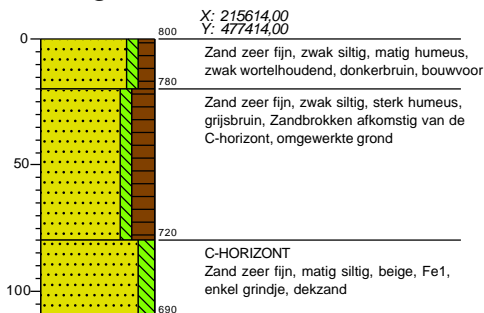 X: 215614,00
Y: 477414,00
0
800
Zand zeer fijn, zwak siltig, matig humeus,
zwak wortelhoudend, donkerbruin, bouwvoor
780
Zand zeer fijn, zwak siltig, sterk humeus,
grijsbruin, Zandbrokken afkomstig van de
C-horizont, omgewerkte grond
50
720
C-HORIZONT
Zand zeer fijn, matig siltig, beige, Fe1,
enkel grindje, dekzand
100
690